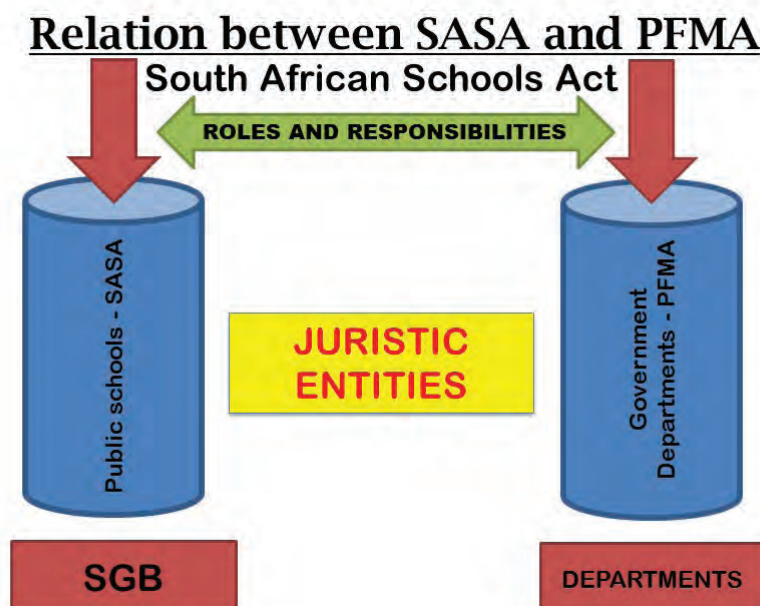 Relation between SASA and PFMA
South African Schools Act
ROLES AND RESPONSIBILITIES
Public schools - SASA
JURISTIC
ENTITIES
Government
Departments - PFMA
SGB
DEPARTMENTS